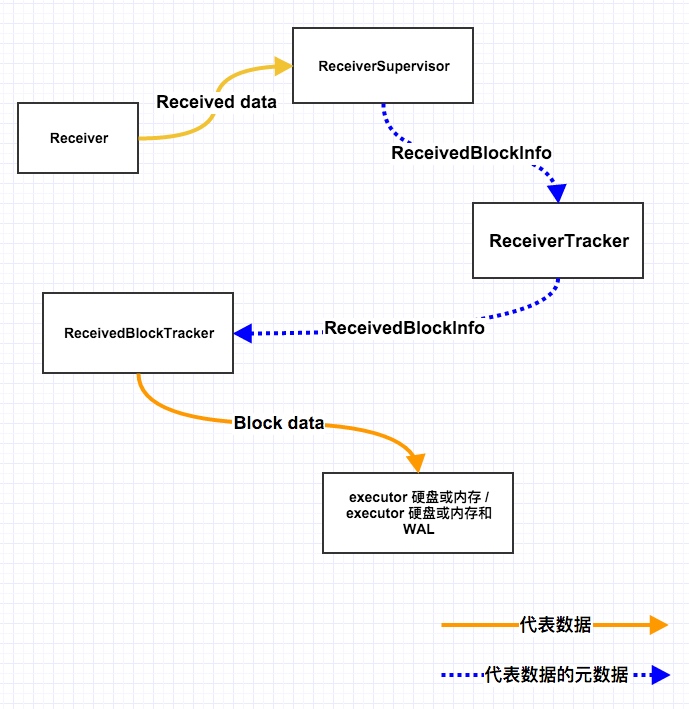 ReceiverSupervisor
Received data
Receiver
ReceivedBlockInfo
ReceiverTracker
ReceivedBlockInfo
ReceivedBlockTracker
Block data
executor 硬盘或内存 /
executor 硬盘或内存和
WAL
代表数据
代表数据的元数据